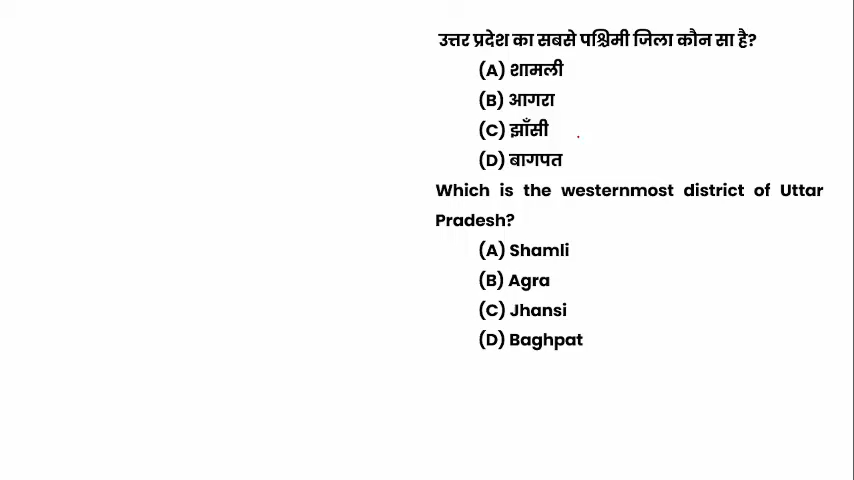 उत्तर प्रदेश का सबसे पश्चिमी जिला कौन सा है?
(A) शामली
(B) आगरा
(C) झाँसी
(D) बागपत
Which is the westernmost district of Uttar
Pradesh?
(A) Shamli
(B) Agra
(C) Jhansi
(D) Baghpat